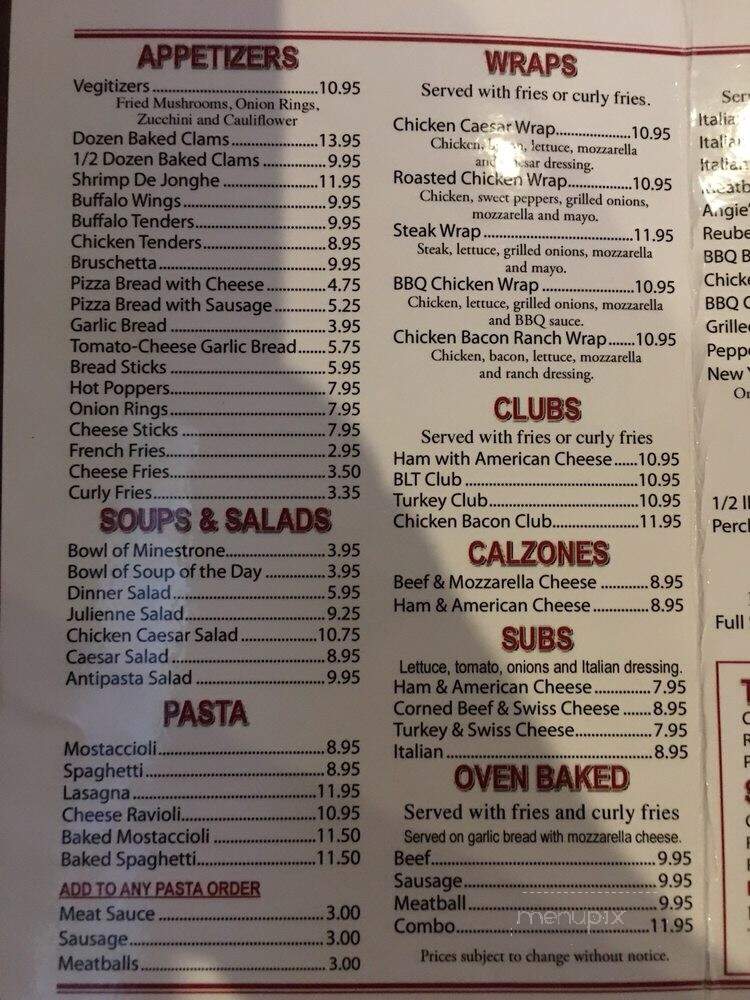 APPETIZERS
Vegitizers 10.95
Fried Mushrooms, Onion Rings,
Zucchini and Cauliflower
Dozen Baked Clams 13.95
1/2 Dozen Baked Clams 9.95
Shrimp De Jonghe 11.95
Buffalo Wings 9.95
Buffalo Tenders 9.95
Chicken Tenders 8.95
Bruschetta 9.95
Pizza Bread with Cheese 4.75
Pizza Bread with Sausage 5.25
Garlic Bread 3.95
Tomato-Cheese Garlic Bread 5.75
Bread Sticks 5.95
Hot Poppers 7.95
Onion Rings 7.95
Cheese Sticks 7.95
French Fries 2.95
Cheese Fries 3.50
Curly Fries 3.35
SOUPS & SALADS
Bowl of Minestrone 3.95
Bowl of Soup of the Day 3.95
Dinner Salad 5.95
Julienne Salad 9.25
Chicken Caesar Salad 10.75
Caesar Salad 8.95
Antipasta Salad 9.95
PASTA
Mostaccioli 8.95
Spaghetti 8.95
Lasagna 11.95
Cheese Ravioli 10.95
Baked Mostaccioli 11.50
Baked Spaghetti 11.50
ADD TO ANY PASTA ORDER
Meat Sauce 3.00
Sausage 3.00
Meatballs 3.00
WRAPS
Served with fries or curly fries.
Chicken Caesar Wrap 10.95
Chicken, lettuce, mozzarella
and dressing.
Roasted Chicken Wrap 10.95
Chicken, sweet peppers, grilled onions,
mozzarella and mayo.
Steak Wrap 11.95
Steak, lettuce, grilled onions, mozzarella
and mayo.
BBQ Chicken Wrap 10.95
Chicken, lettuce, grilled onions, mozzarella
and BBQ sauce.
Chicken Bacon Ranch Wrap 10.95
Chicken, bacon, lettuce, mozzarella
and ranch dressing.
CLUBS
Served with fries or curly fries
Ham with American Cheese 10.95
BLT Club 10.95
Turkey Club 10.95
Chicken Bacon Club 11.95
CALZONES
Beef & Mozzarella Cheese 8.95
Ham & American Cheese 8.95
SUBS
Lettuce, tomato, onions and Italian dressing.
Ham & American Cheese 7.95
Corned Beef & Swiss Cheese 8.95
Turkey & Swiss Cheese 7.95
Italian 8.95
OVEN BAKED
Served with fries and curly fries
Served on garlic bread with mozzarella cheese.
Beef 9.95
Sausage 9.95
Meatball 9.95
Combo 11.95
Prices subject to change without notice.
menupix
Angie'
BBQ
BBQ
New
1/2
Full